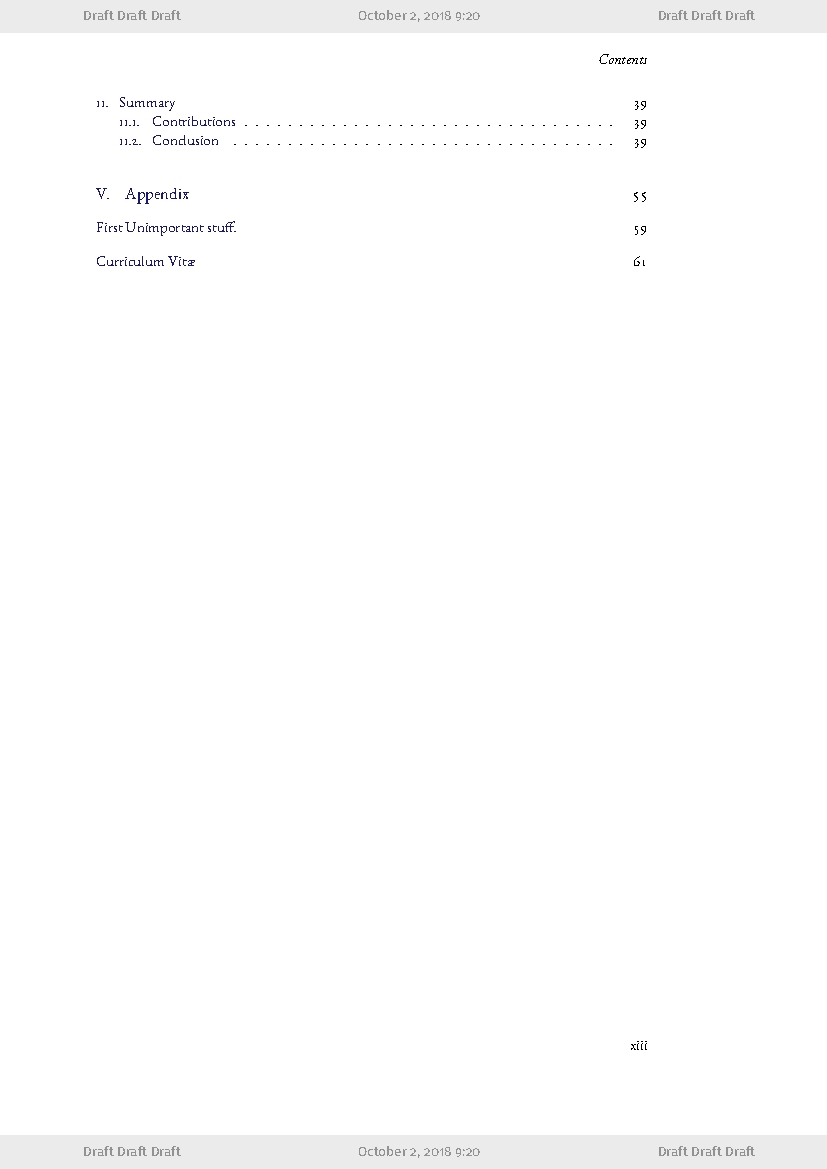 Draft Draft Draft October 2, 2018 9:20 Draft Draft Draft
Contents
11. Summary 39
11.1. Contributions . . . . . . . . . . . . . . . . . . . . . . . . . . . . . . . . . . 39
11.2. Conclusion . . . . . . . . . . . . . . . . . . . . . . . . . . . . . . . . . . . 39
V. Appendix 55
First Unimportant stuff. 59
Curriculum Vitæ 61
xiii
Draft Draft Draft October 2, 2018 9:20 Draft Draft Draft